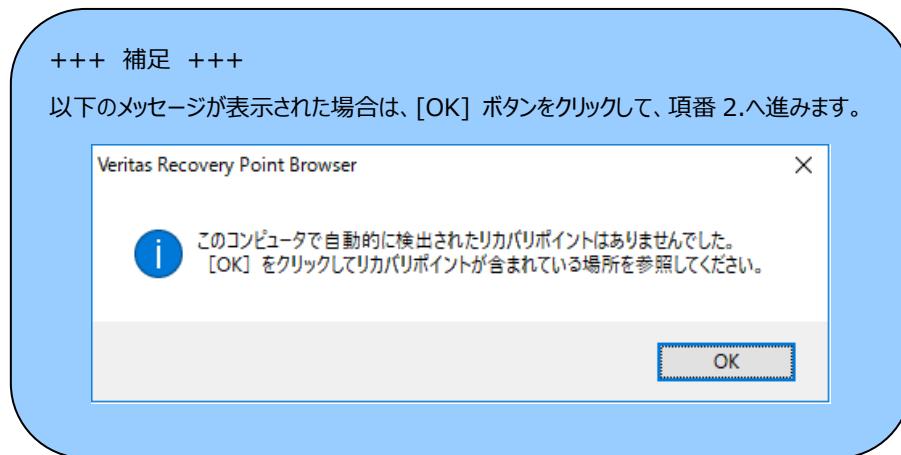 +++ 補足 +++
以下のメッセージが表示された場合は、[OK] ボタンをクリックして、項番 2.へ進みます。
Veritas Recovery Point Browser
このコンピュータで自動的に検出されたリカバリポイントはありませんでした。
[OK] をクリックしてリカバリポイントが含まれている場所を参照してください。
OK